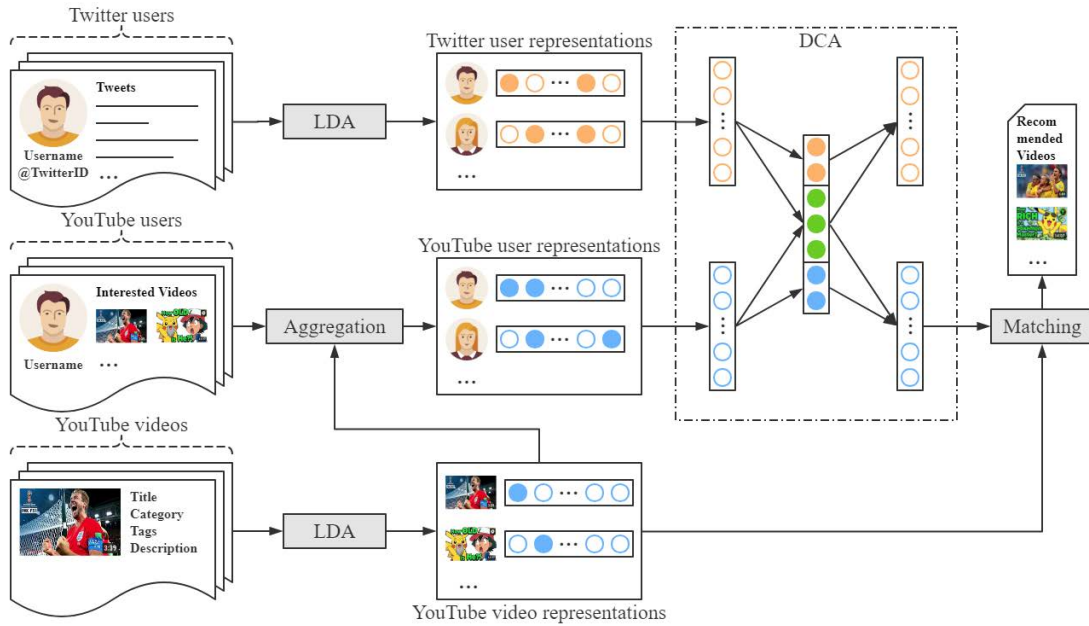 Twitter users
Tweets
Username
@TwitterID
...
LDA
Twitter user representations
...
...
...
DCA
...
...
Recom
mended
Videos
...
YouTube users
Interested Videos
Username
...
Aggregation
YouTube user representations
...
...
...
...
...
Matching
YouTube videos
Title
Category
Tags
Description
LDA
...
...
...
YouTube video representations